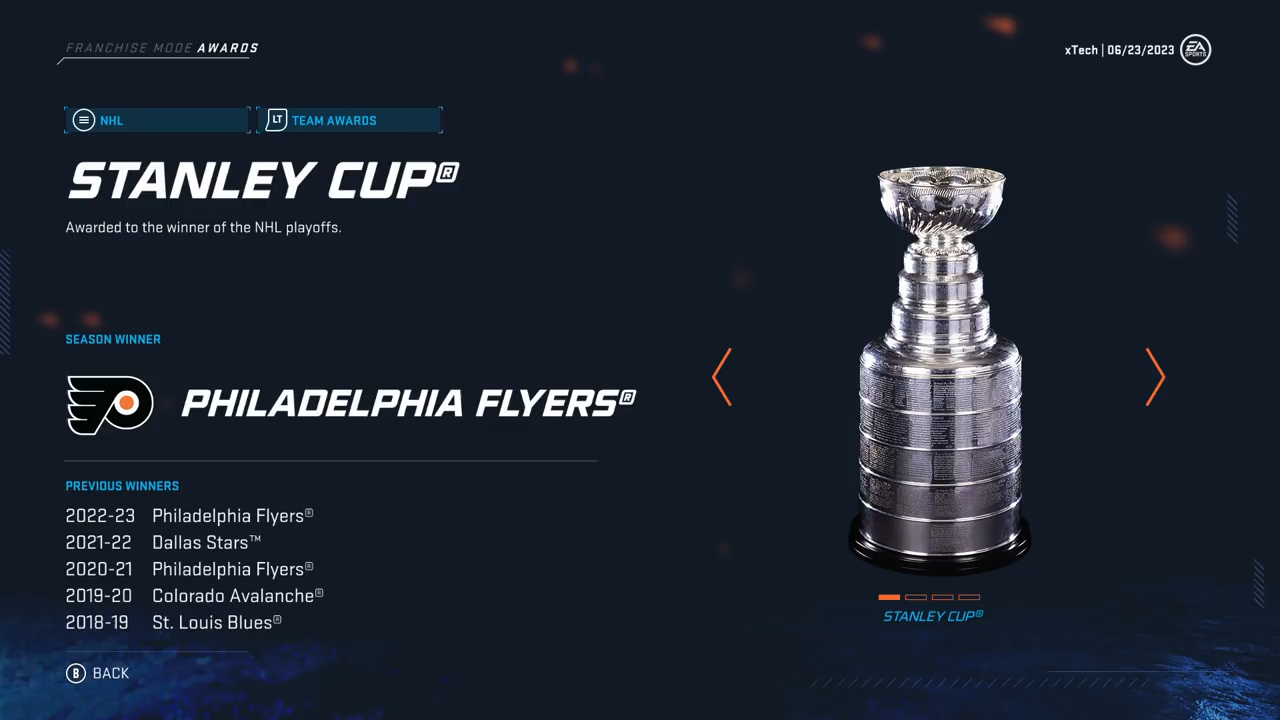 FRANCHISE MODE AWARDS
xTech | 06/23/2023 EA SPORTS
NHL
LT TEAM AWARDS
STANLEY CUP®
Awarded to the winner of the NHL playoffs.
SEASON WINNER
PHILADELPHIA FLYERS®
PREVIOUS WINNERS
2022-23 Philadelphia Flyers®
2021-22 Dallas Stars™
2020-21 Philadelphia Flyers®
2019-20 Colorado Avalanche®
2018-19 St. Louis Blues®
STANLEY CUP®
B BACK